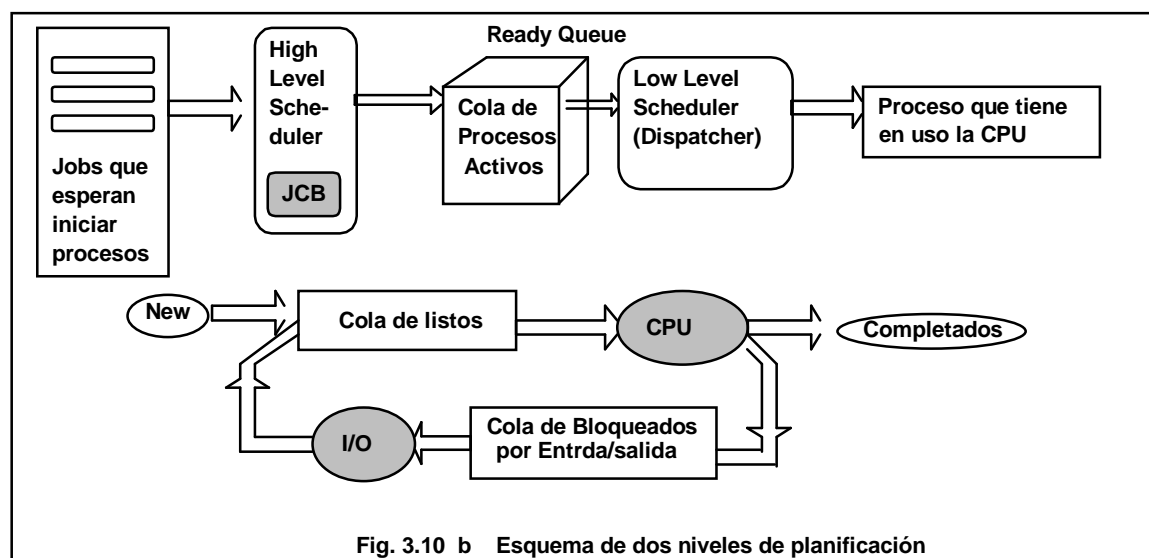 Ready Queue
Jobs que
esperan
iniciar
procesos
High
Level
Sche-
duler
JCB
Cola de
Procesos
Activos
Low Level
Scheduler
(Dispatcher)
Proceso que tiene
en uso la CPU
New
Cola de listos
CPU
Completados
I/O
Cola de Bloqueados
por Entrda/salida
Fig. 3.10 b Esquema de dos niveles de planificación